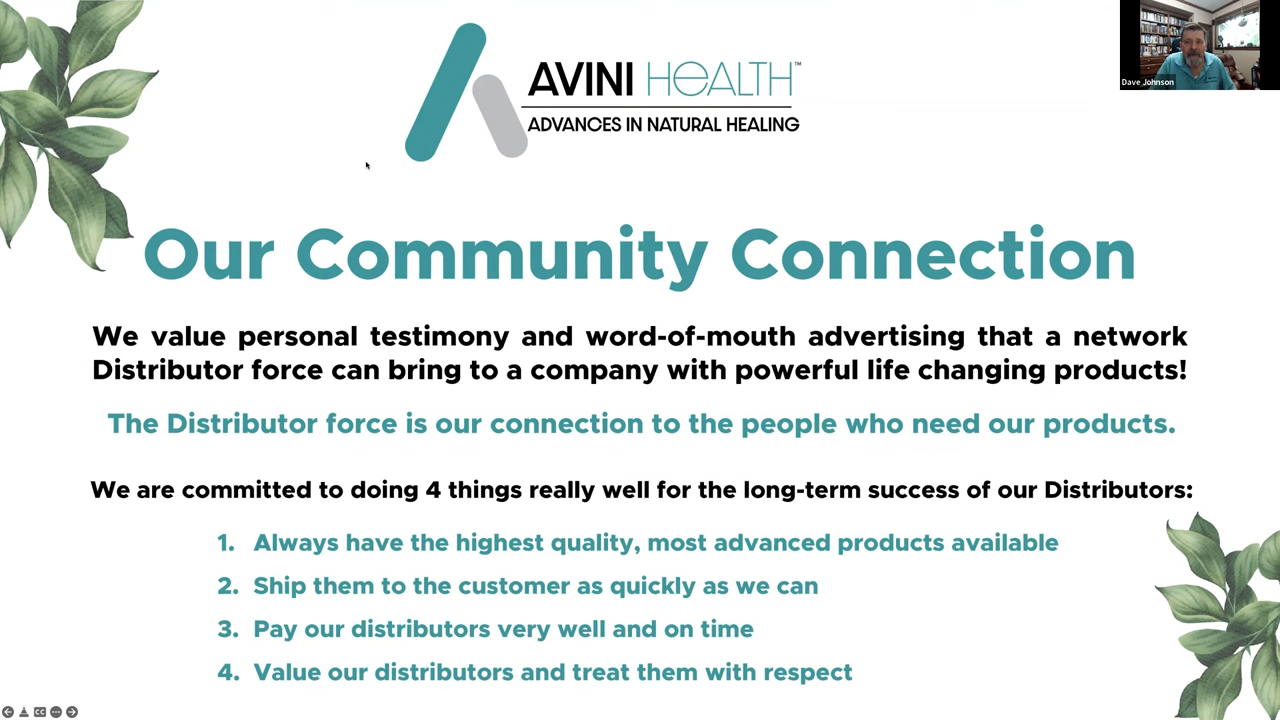 AVINI HEALTH™
ADVANCES IN NATURAL HEALING
Dave Johnson
Our Community Connection
We value personal testimony and word-of-mouth advertising that a network
Distributor force can bring to a company with powerful life changing products!
The Distributor force is our connection to the people who need our products.
We are committed to doing 4 things really well for the long-term success of our Distributors:
1. Always have the highest quality, most advanced products available
2. Ship them to the customer as quickly as we can
3. Pay our distributors very well and on time
4. Value our distributors and treat them with respect
CC